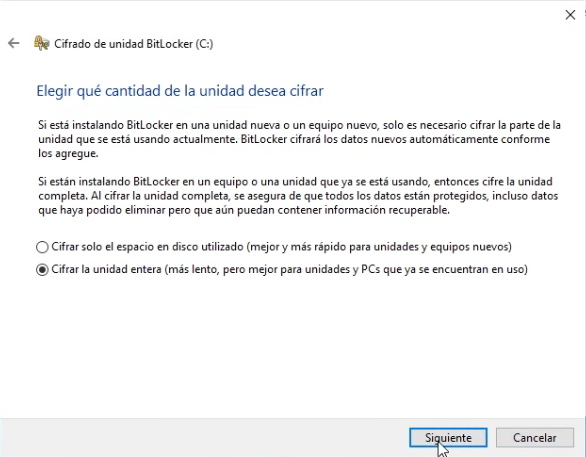 Cifrado de unidad BitLocker (C:)
Elegir qué cantidad de la unidad desea cifrar
Si está instalando BitLocker en una unidad nueva o un equipo nuevo, solo es necesario cifrar la parte de la
unidad que se está usando actualmente. BitLocker cifrará los datos nuevos automáticamente conforme
los agregue.
Si están instalando BitLocker en un equipo o una unidad que ya se está usando, entonces cifre la unidad
completa. Al cifrar la unidad completa, se asegura de que todos los datos están protegidos, incluso datos
que haya podido eliminar pero que aún puedan contener información recuperable.
Cifrar solo el espacio en disco utilizado (mejor y más rápido para unidades y equipos nuevos)
Cifrar la unidad entera (más lento, pero mejor para unidades y PCs que ya se encuentran en uso)
Siguiente Cancelar